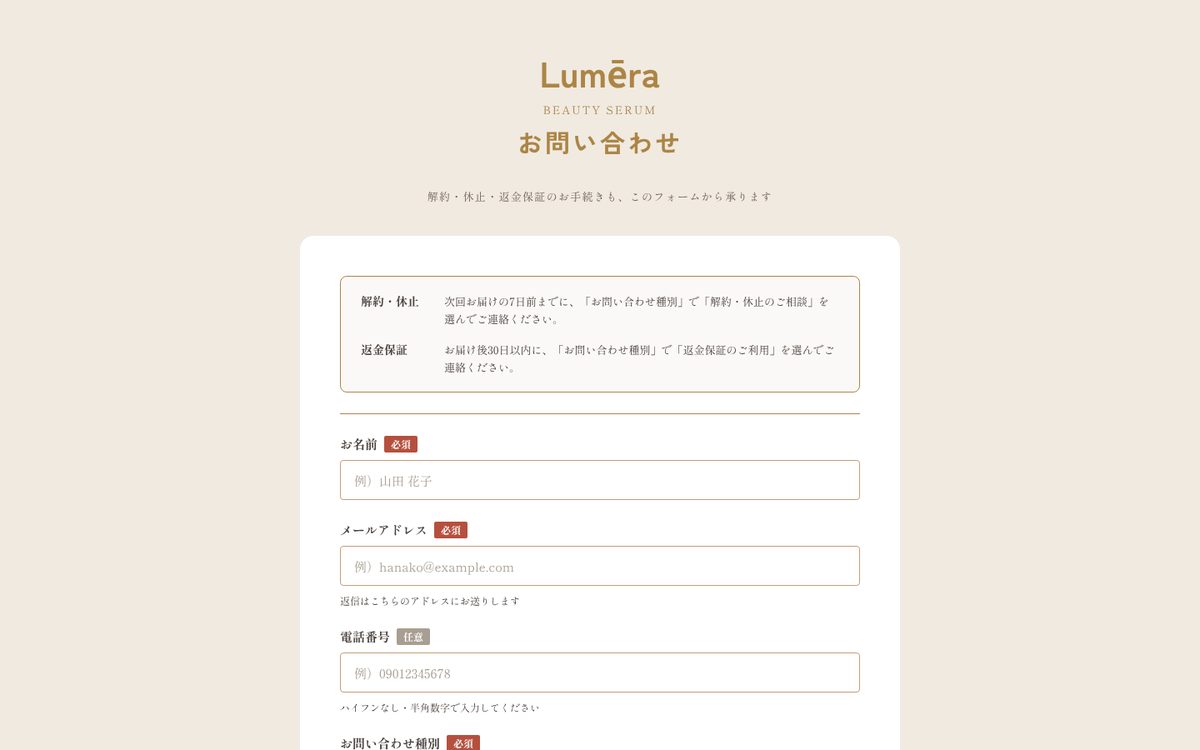 Lumēra
BEAUTY SERUM
お問い合わせ
解約・休止・返金保証のお手続きも、このフォームから承ります
解約・休止
次回お届けの7日前までに、「お問い合わせ種別」で「解約・休止のご相談」を
選んでご連絡ください。
返金保証
お届け後30日以内に、「お問い合わせ種別」で「返金保証のご利用」を選んでご
連絡ください。
お名前 必須
例）山田 花子
メールアドレス 必須
例）hanako@example.com
返信はこちらのアドレスにお送りします
電話番号 任意
例）09012345678
ハイフンなし・半角数字で入力してください
お問い合わせ種別 必須